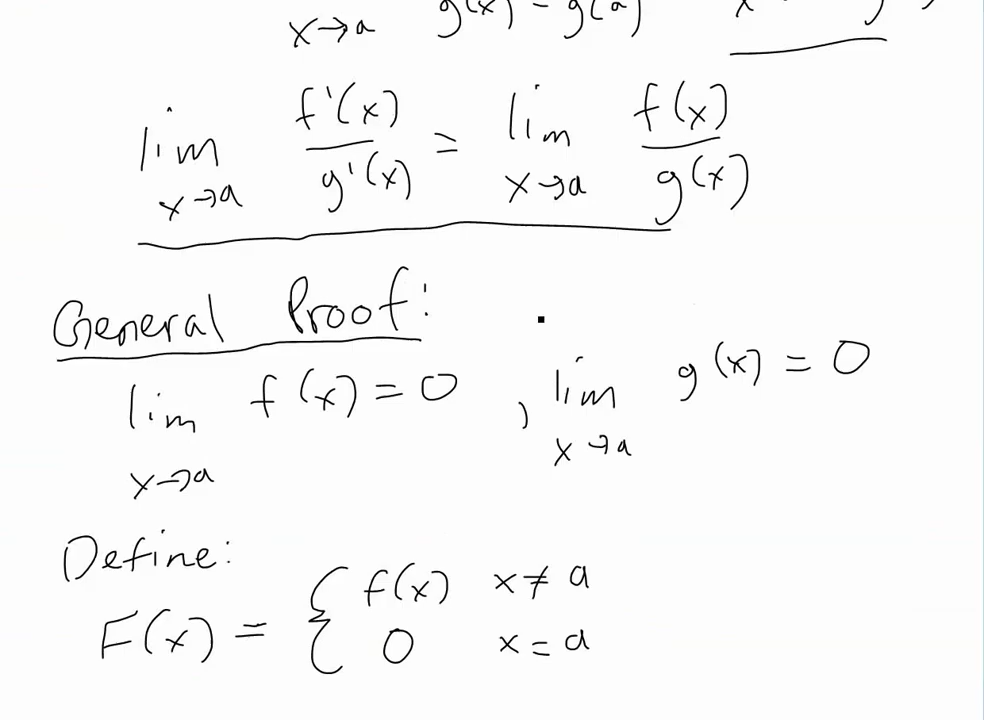 x→a g(x) - g(a)
lim x→a f'(x)/g'(x) = lim x→a f(x)/g(x)
General Proof:
lim x→a f(x) = 0 , lim x→a g(x) = 0
Define:
F(x) = { f(x) x ≠ a
0 x = a